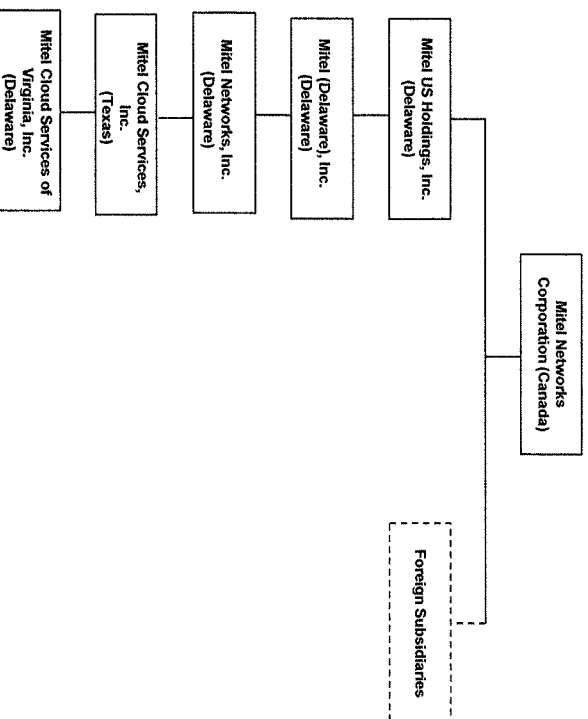 Mitel Networks
Corporation (Canada)
Mitel US Holdings, Inc.
(Delaware)
Foreign Subsidiaries
Mitel (Delaware), Inc.
(Delaware)
Mitel Networks, Inc.
(Delaware)
Mitel Cloud Services,
Inc.
(Texas)
Mitel Cloud Services of
Virginia, Inc.
(Delaware)